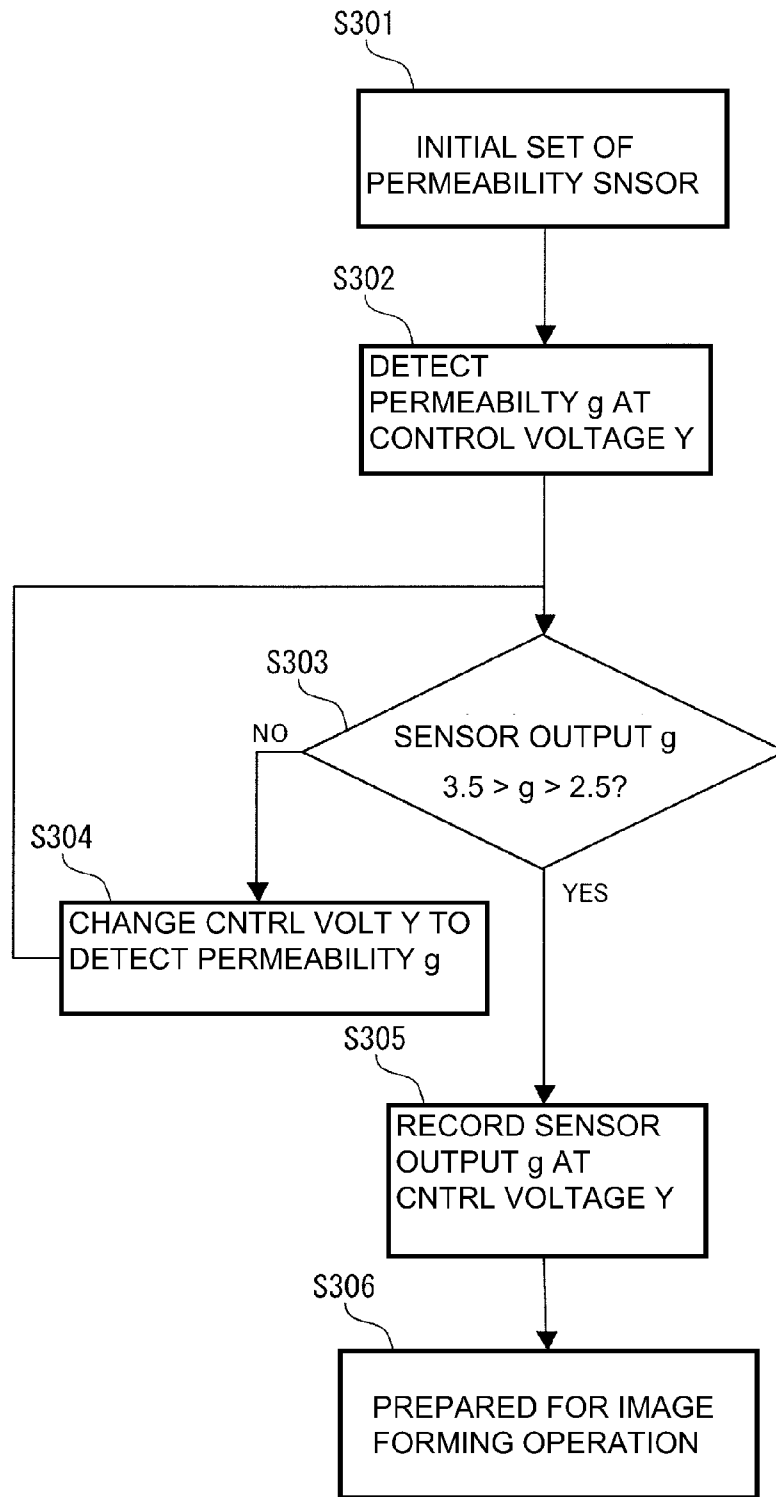 S301
INITIAL SET OF
PERMEABILITY SNSOR
S302
DETECT
PERMEABILTY g AT
CONTROL VOLTAGE Y
S303
SENSOR OUTPUT g
3.5 > g > 2.5?
NO
YES
S304
CHANGE CNTRL VOLT Y TO
DETECT PERMEABILITY g
S305
RECORD SENSOR
OUTPUT g AT
CNTRL VOLTAGE Y
S306
PREPARED FOR IMAGE
FORMING OPERATION